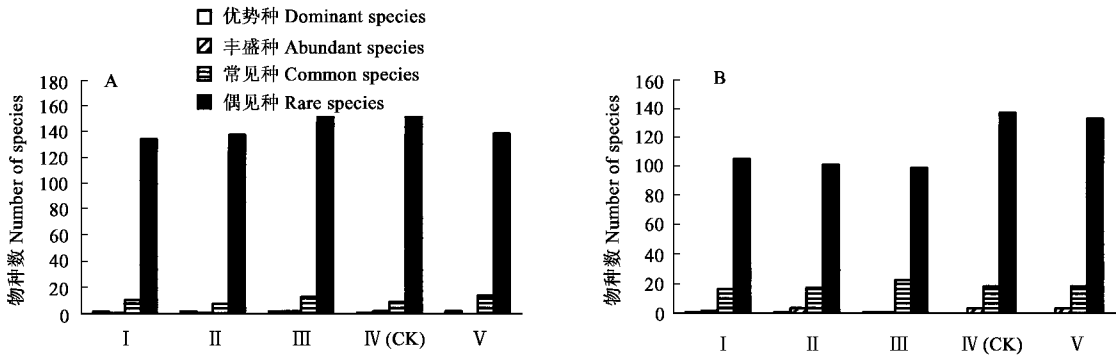 优势种 Dominant species
丰盛种 Abundant species
常见种 Common species
偶见种 Rare species
A
物种数 Number of species
180
160
140
120
100
80
60
40
20
0
Ⅰ Ⅱ Ⅲ Ⅳ (CK) Ⅴ
B
物种数 Number of species
160
140
120
100
80
60
40
20
0
Ⅰ Ⅱ Ⅲ Ⅳ (CK) Ⅴ